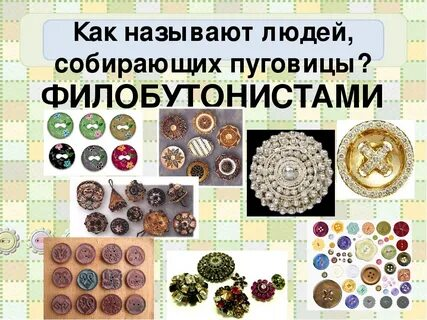 Как называют людей,
собирающих пуговицы?
ФИЛОБУТОНИСТАМИ